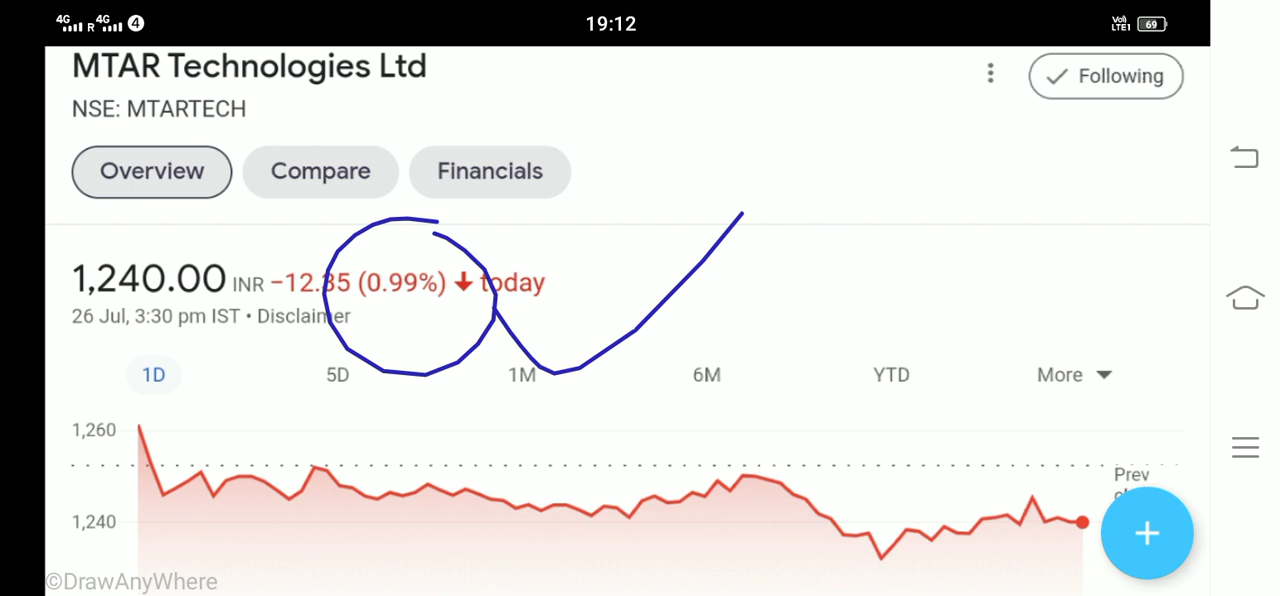 4G R 4G 4 19:12 Vo) LTE1 69
MTAR Technologies Ltd
Following
NSE: MTARTECH
Overview Compare Financials
1,240.00 INR −12.35 (0.99%) today
26 Jul, 3:30 pm IST • Disclaimer
1D 5D 1M 6M YTD More
1,260
Prev
1,240
+
©DrawAnyWhere